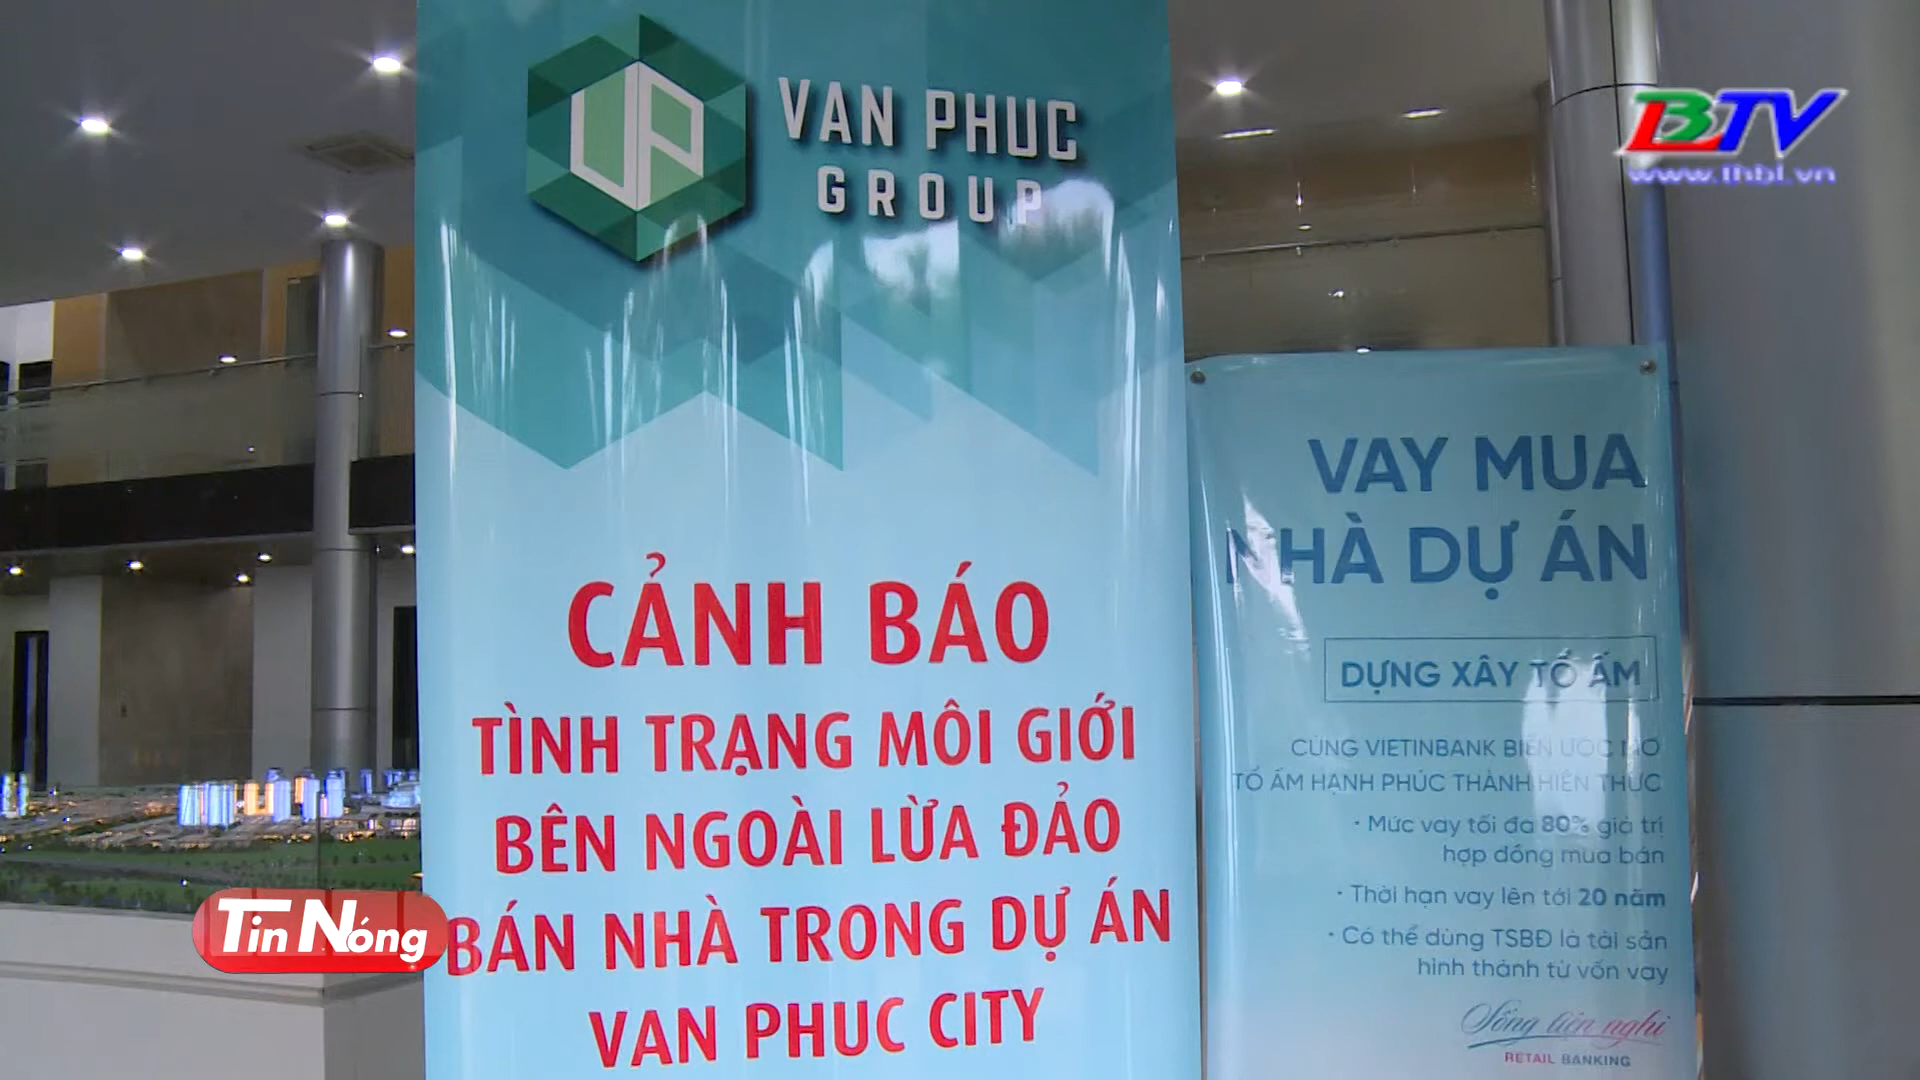 VAN PHUC
GROUP
CẢNH BÁO
TÌNH TRẠNG MÔI GIỚI
BÊN NGOÀI LỪA ĐẢO
BÁN NHÀ TRONG DỰ ÁN
VAN PHUC CITY
VAY MUA
NHÀ DỰ ÁN
DỰNG XÂY TỔ ẤM
CÙNG VIETINBANK BIẾN ƯỚC MƠ
TỔ ẤM HẠNH PHÚC THÀNH HIỆN THỰC
• Mức vay tối đa 80% giá trị
hợp đồng mua bán
• Thời hạn vay lên tới 20 năm
• Có thể dùng TSBĐ là tài sản
hình thành từ vốn vay
Sống tiện nghi
RETAIL BANKING
BTV
www.thbl.vn
Tin Nóng